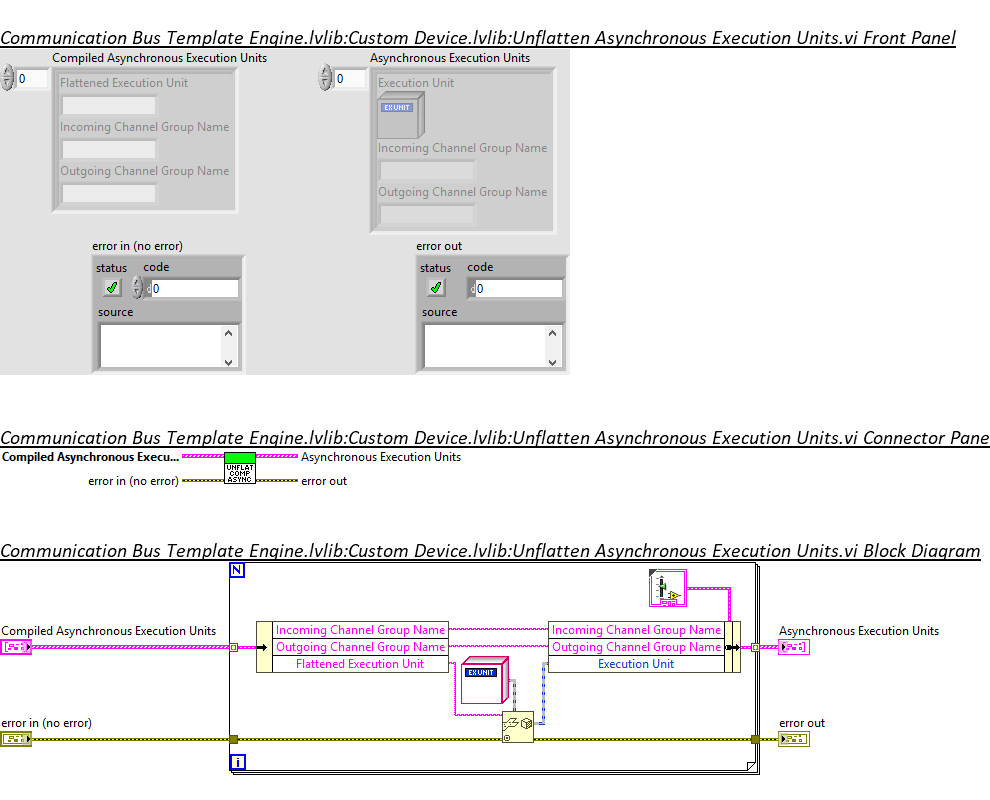 Communication Bus Template Engine.lvlib:Custom Device.lvlib:Unflatten Asynchronous Execution Units.vi Front Panel
Compiled Asynchronous Execution Units
Asynchronous Execution Units
0
0
Flattened Execution Unit
Execution Unit
EX UNIT
Incoming Channel Group Name
Incoming Channel Group Name
Outgoing Channel Group Name
Outgoing Channel Group Name
error in (no error)
error out
status code
status code
d0
d0
source
source
Communication Bus Template Engine.lvlib:Custom Device.lvlib:Unflatten Asynchronous Execution Units.vi Connector Pane
Compiled Asynchronous Execu...
Asynchronous Execution Units
UNFLAT
COMP
ASYNC
error in (no error)
error out
Communication Bus Template Engine.lvlib:Custom Device.lvlib:Unflatten Asynchronous Execution Units.vi Block Diagram
N
Compiled Asynchronous Execution Units
Incoming Channel Group Name
Incoming Channel Group Name
Asynchronous Execution Units
Outgoing Channel Group Name
Outgoing Channel Group Name
Flattened Execution Unit
Execution Unit
EX UNIT
error in (no error)
error out
i